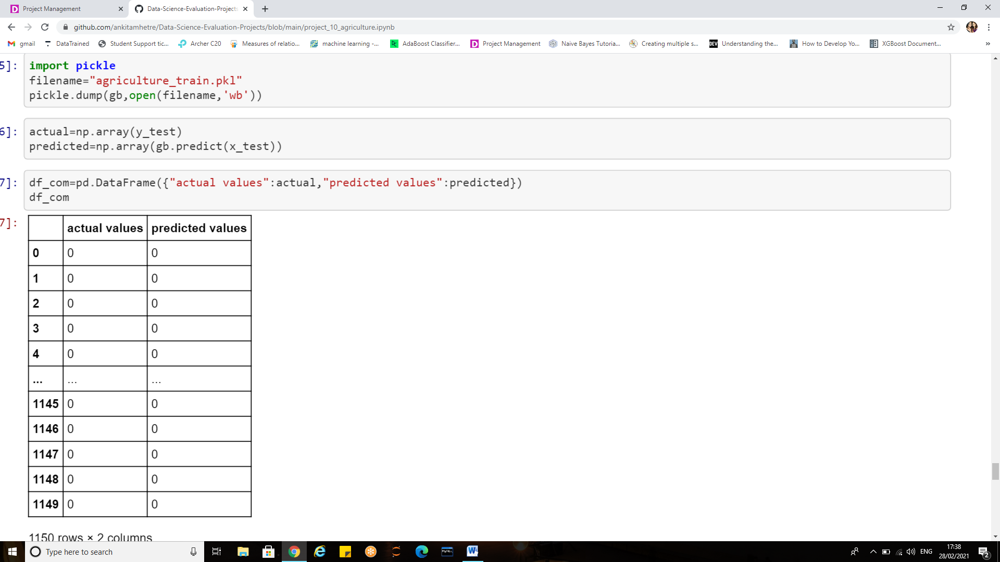 Project Management
Data-Science-Evaluation-Projects
github.com/ankitamhetre/Data-Science-Evaluation-Projects/blob/main/project_10_agriculture.ipynb
gmail DataTrained Student Support tic... Archer C20 Measures of relatio... machine learning -... AdaBoost Classifier... Project Management Naive Bayes Tutoria... Creating multiple s... DEV Understanding the... How to Develop Yo... XGBoost Document... »
5]: import pickle
filename="agriculture_train.pkl"
pickle.dump(gb,open(filename,'wb'))
6]: actual=np.array(y_test)
predicted=np.array(gb.predict(x_test))
7]: df_com=pd.DataFrame({"actual values":actual,"predicted values":predicted})
df_com
7]:
actual values predicted values
0 0 0
1 0 0
2 0 0
3 0 0
4 0 0
... ... ...
1145 0 0
1146 0 0
1147 0 0
1148 0 0
1149 0 0
1150 rows × 2 columns
Type here to search
ENG
17:38
28/02/2021
2